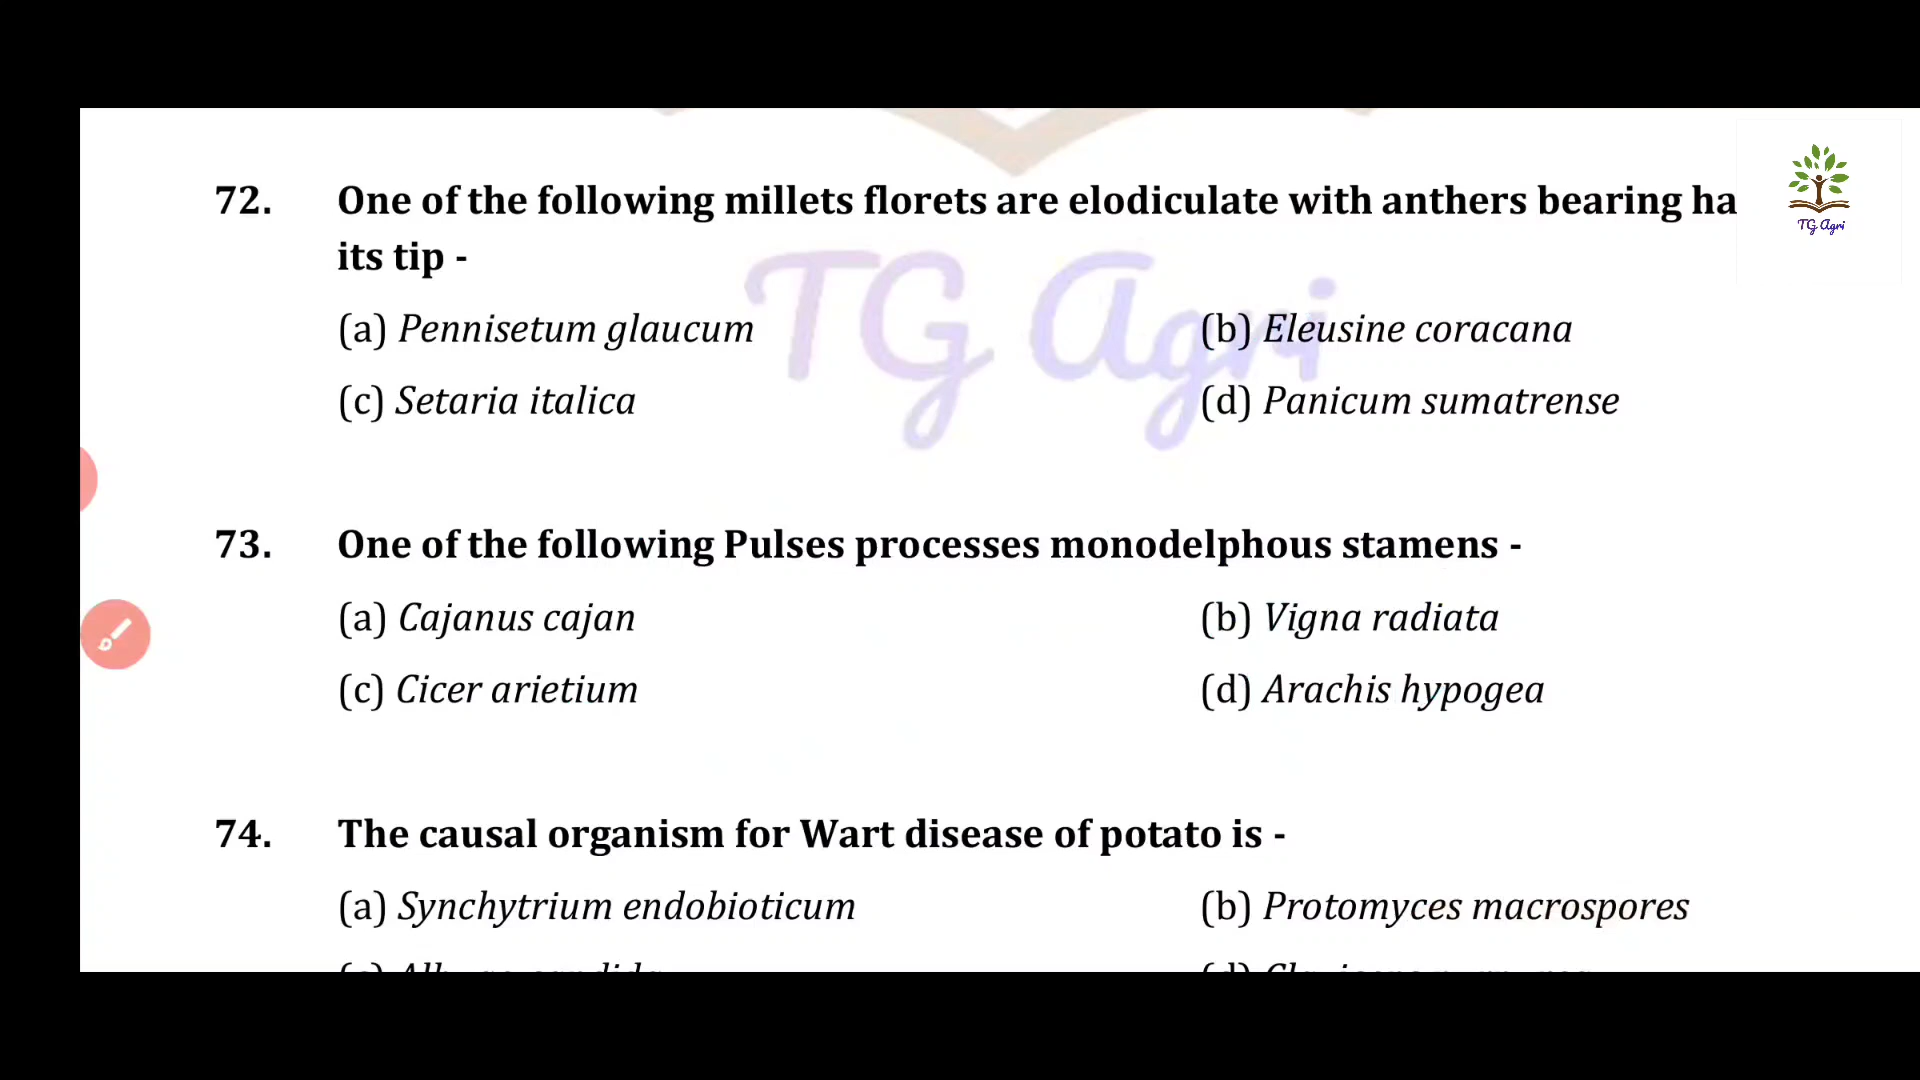 72. One of the following millets florets are elodiculate with anthers bearing ha
its tip -
(a) Pennisetum glaucum (b) Eleusine coracana
(c) Setaria italica (d) Panicum sumatrense
73. One of the following Pulses processes monodelphous stamens -
(a) Cajanus cajan (b) Vigna radiata
(c) Cicer arietium (d) Arachis hypogea
74. The causal organism for Wart disease of potato is -
(a) Synchytrium endobioticum (b) Protomyces macrospores
TG Agri
TG Agri